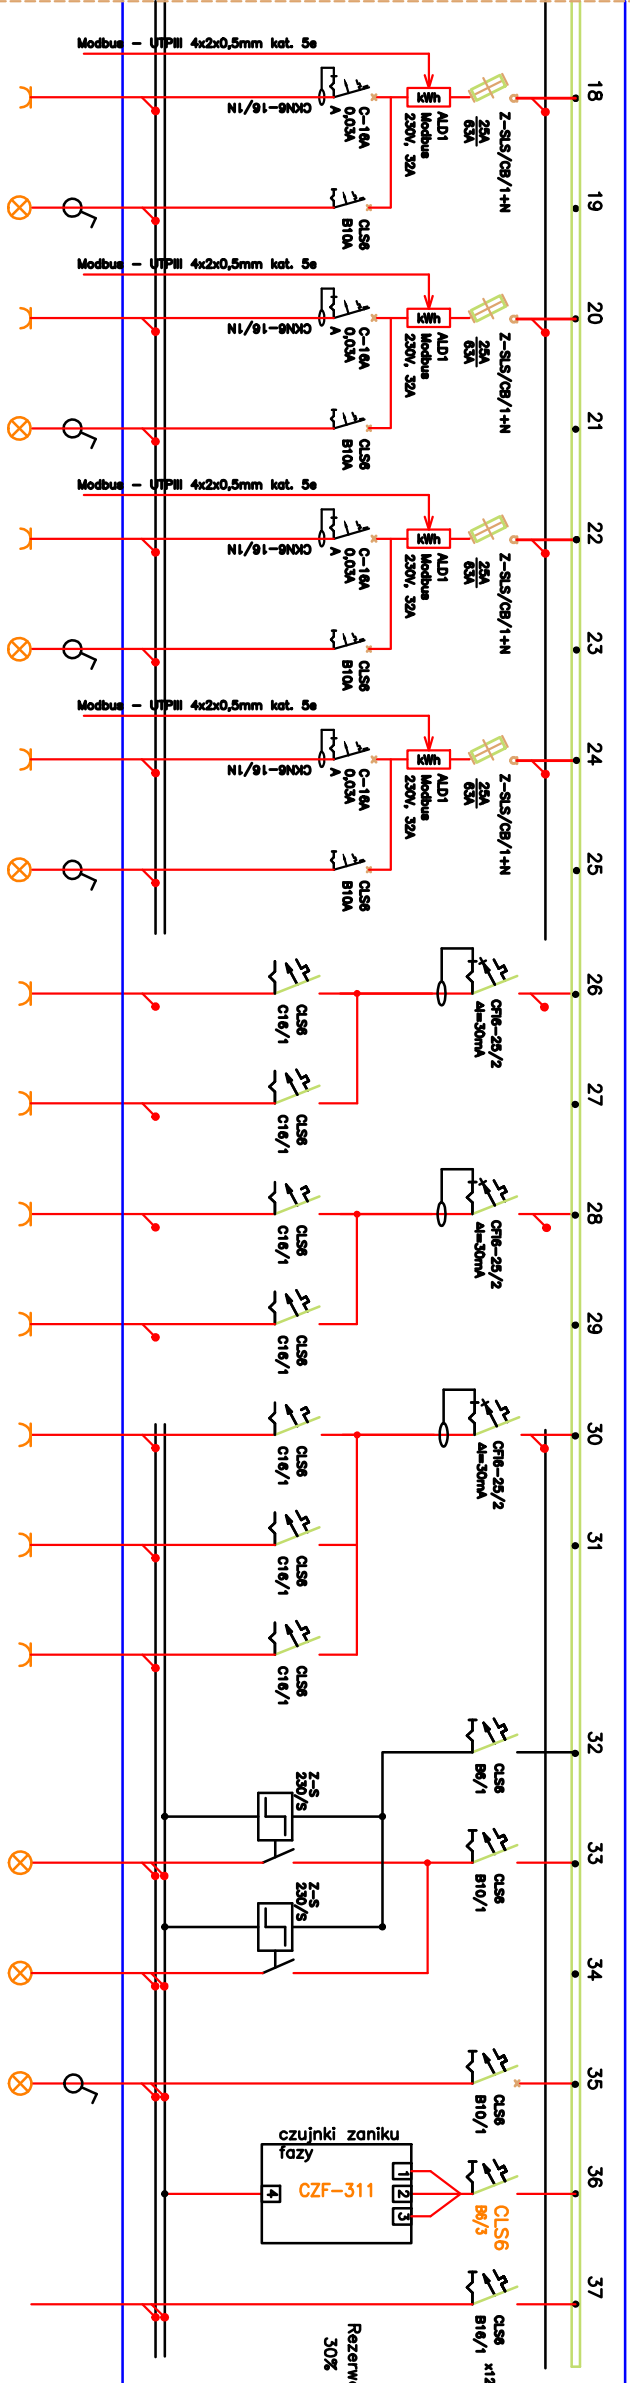 18
Z-SLS/CB/1+N
25A
63A
ALD1
Modbus
230V, 32A
kWh
C-16A
0,03A
A
CKN6-16/1N
Modbus - UTPIII 4x2x0,5mm kat. 5e
19
CLS6
B10A
20
Z-SLS/CB/1+N
25A
63A
ALD1
Modbus
230V, 32A
kWh
C-16A
0,03A
A
CKN6-16/1N
Modbus - UTPIII 4x2x0,5mm kat. 5e
21
CLS6
B10A
22
Z-SLS/CB/1+N
25A
63A
ALD1
Modbus
230V, 32A
kWh
C-16A
0,03A
A
CKN6-16/1N
Modbus - UTPIII 4x2x0,5mm kat. 5e
23
CLS6
B10A
24
Z-SLS/CB/1+N
25A
63A
ALD1
Modbus
230V, 32A
kWh
C-16A
0,03A
A
CKN6-16/1N
Modbus - UTPIII 4x2x0,5mm kat. 5e
25
CLS6
B10A
26
CFI6-25/2
ΔI=30mA
CLS6
C16/1
27
CLS6
C16/1
28
CFI6-25/2
ΔI=30mA
CLS6
C16/1
29
CLS6
C16/1
30
CFI6-25/2
ΔI=30mA
CLS6
C16/1
31
CLS6
C16/1
CLS6
C16/1
32
CLS6
B6/1
Z-S
230/S
33
CLS6
B10/1
Z-S
230/S
34
35
CLS6
B10/1
36
CLS6
B6/3
czujnki zaniku
fazy
CZF-311
1
2
3
4
37
CLS6
B16/1
x12
Rezerw
30%